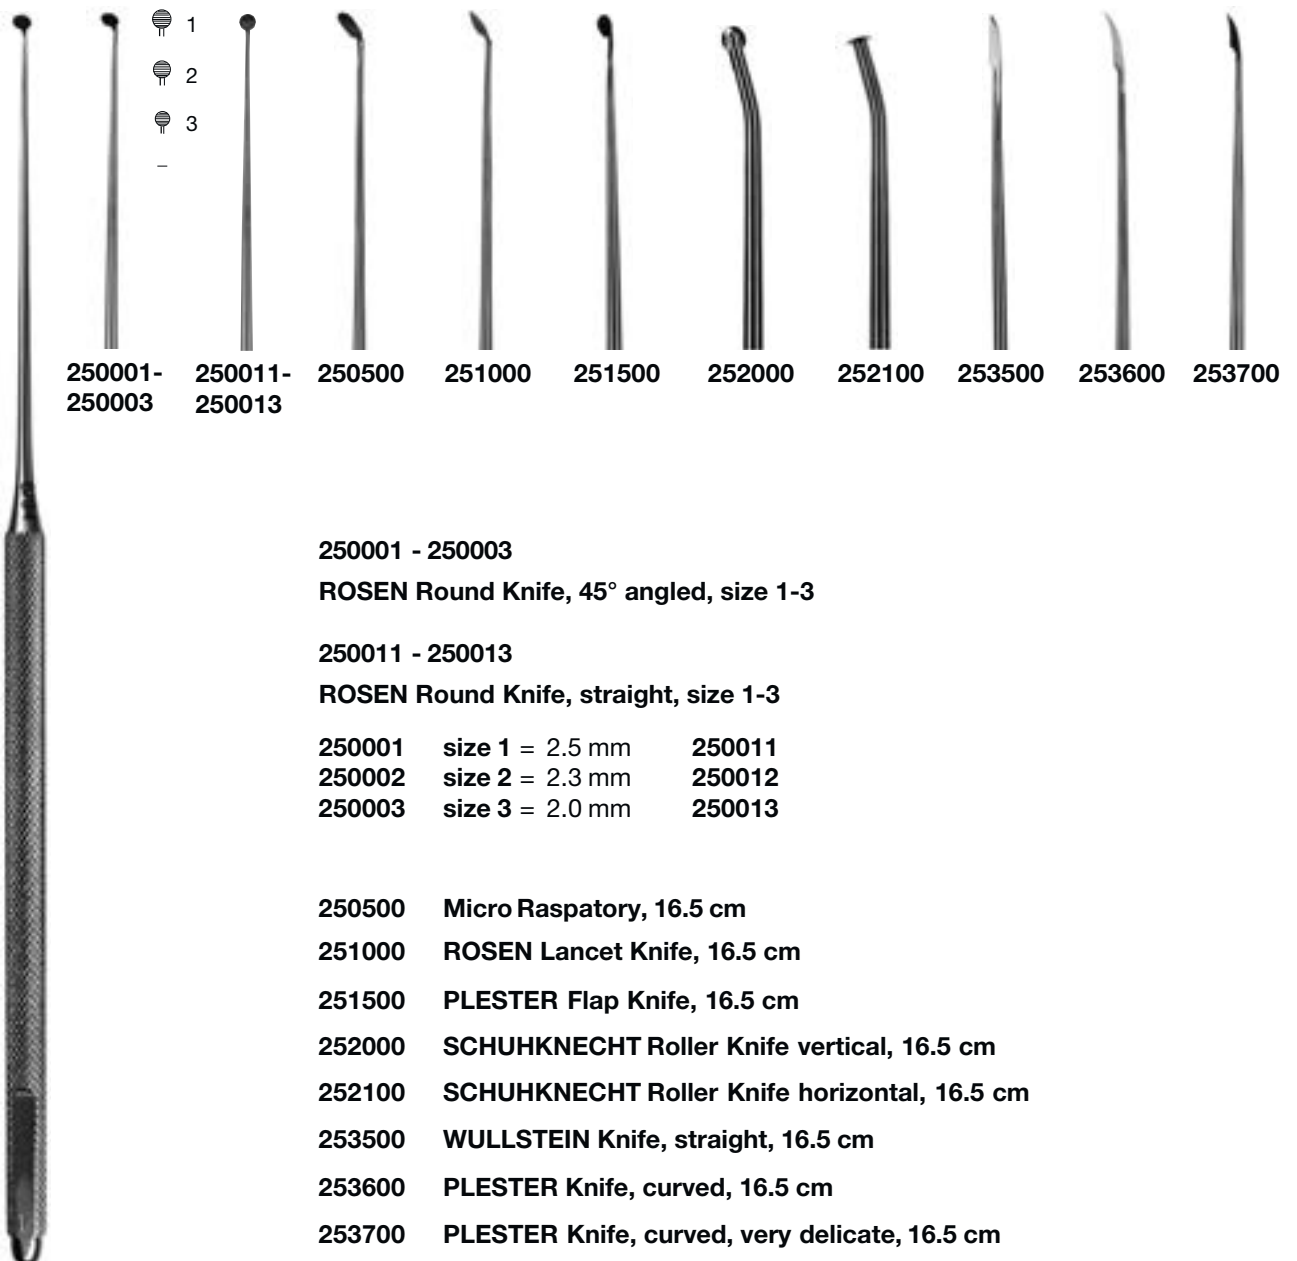 1
2
3
–
250001-
250003
250011-
250013
250500
251000
251500
252000
252100
253500
253600
253700
250001 - 250003
ROSEN Round Knife, 45° angled, size 1-3
250011 - 250013
ROSEN Round Knife, straight, size 1-3
250001 size 1 = 2.5 mm 250011
250002 size 2 = 2.3 mm 250012
250003 size 3 = 2.0 mm 250013
250500 Micro Raspatory, 16.5 cm
251000 ROSEN Lancet Knife, 16.5 cm
251500 PLESTER Flap Knife, 16.5 cm
252000 SCHUHKNECHT Roller Knife vertical, 16.5 cm
252100 SCHUHKNECHT Roller Knife horizontal, 16.5 cm
253500 WULLSTEIN Knife, straight, 16.5 cm
253600 PLESTER Knife, curved, 16.5 cm
253700 PLESTER Knife, curved, very delicate, 16.5 cm